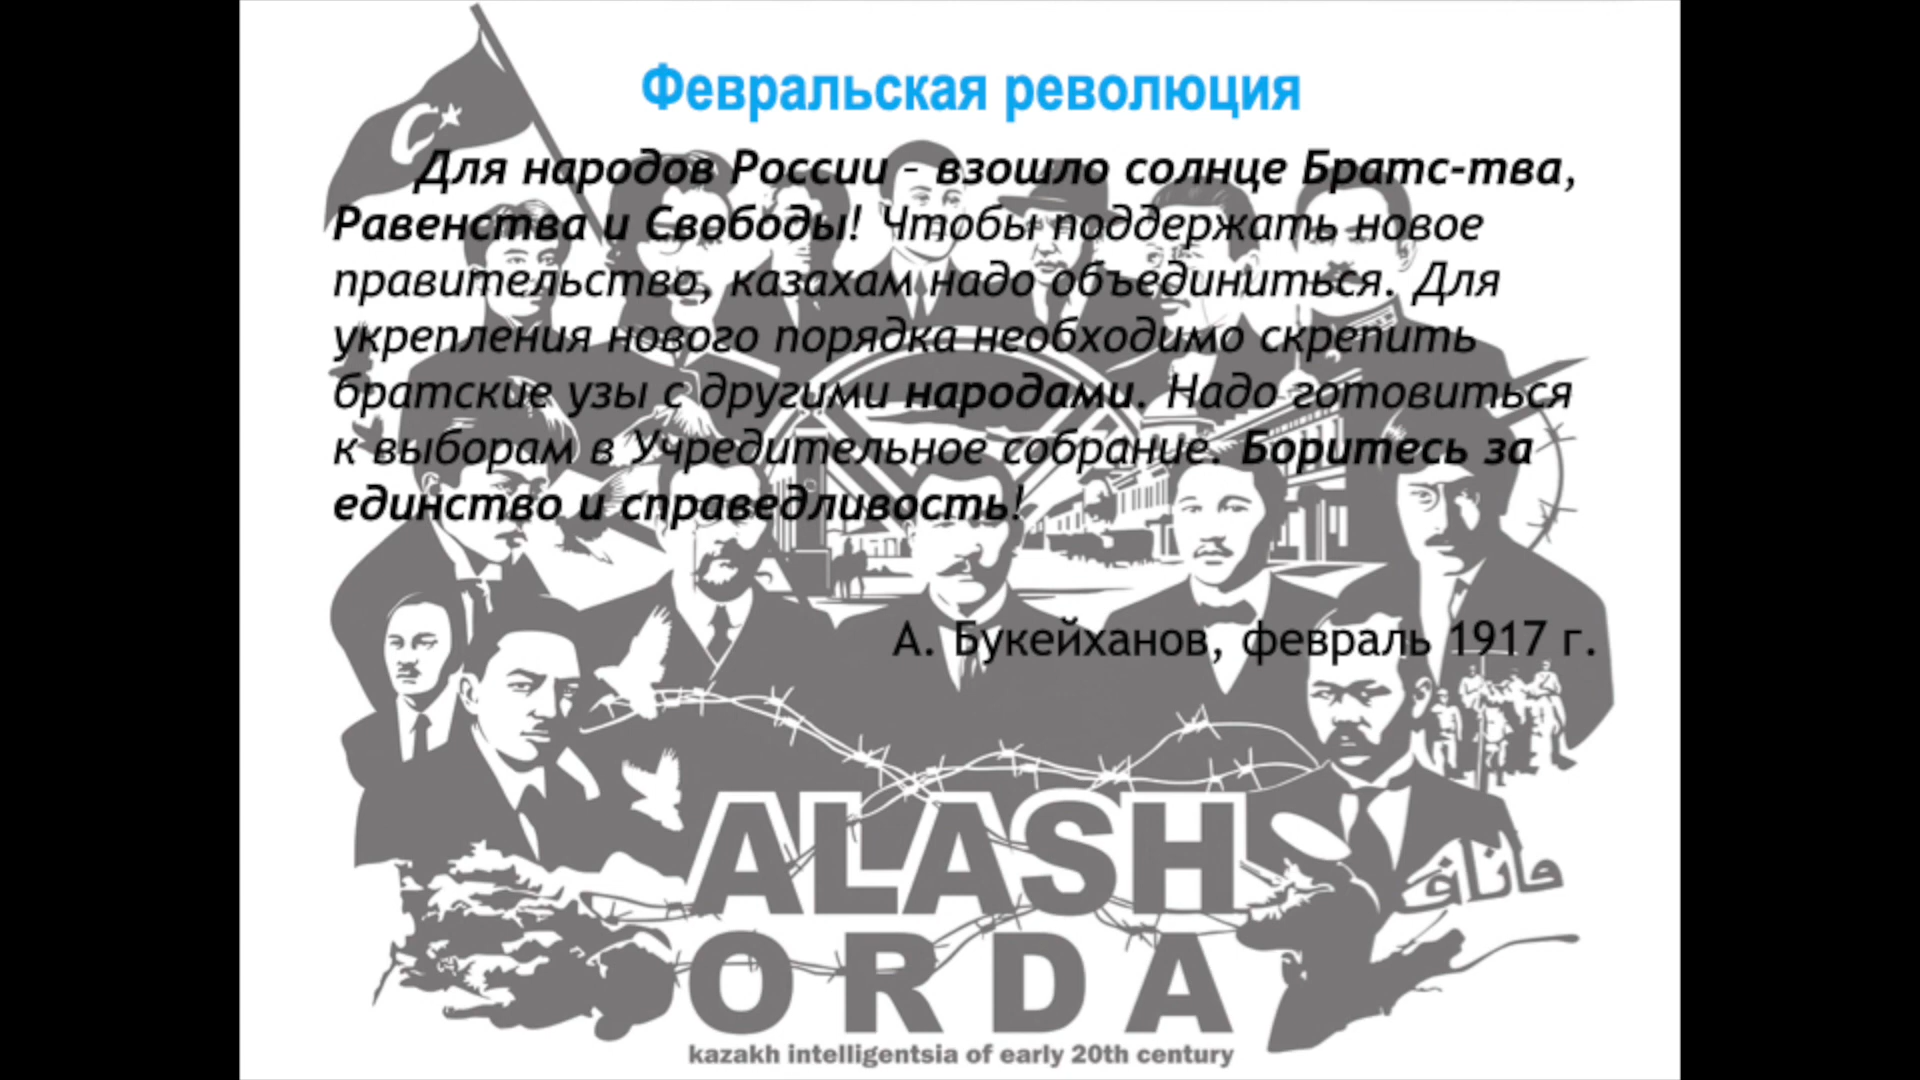 Февральская революция
Для народов России – взошло солнце Братс-тва,
Равенства и Свободы! Чтобы поддержать новое
правительство, казахам надо объединиться. Для
укрепления нового порядка необходимо скрепить
братские узы с другими народами. Надо готовиться
к выборам в Учредительное собрание. Боритесь за
единство и справедливость!
А. Букейханов, февраль 1917 г.
ALASH
ORDA
kazakh intelligentsia of early 20th century